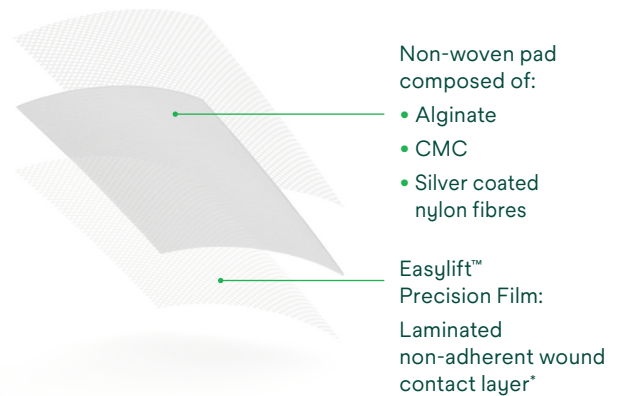 Non-woven pad
composed of:
• Alginate
• CMC
• Silver coated
nylon fibres
Easylift™
Precision Film:
Laminated
non-adherent wound
contact layer*